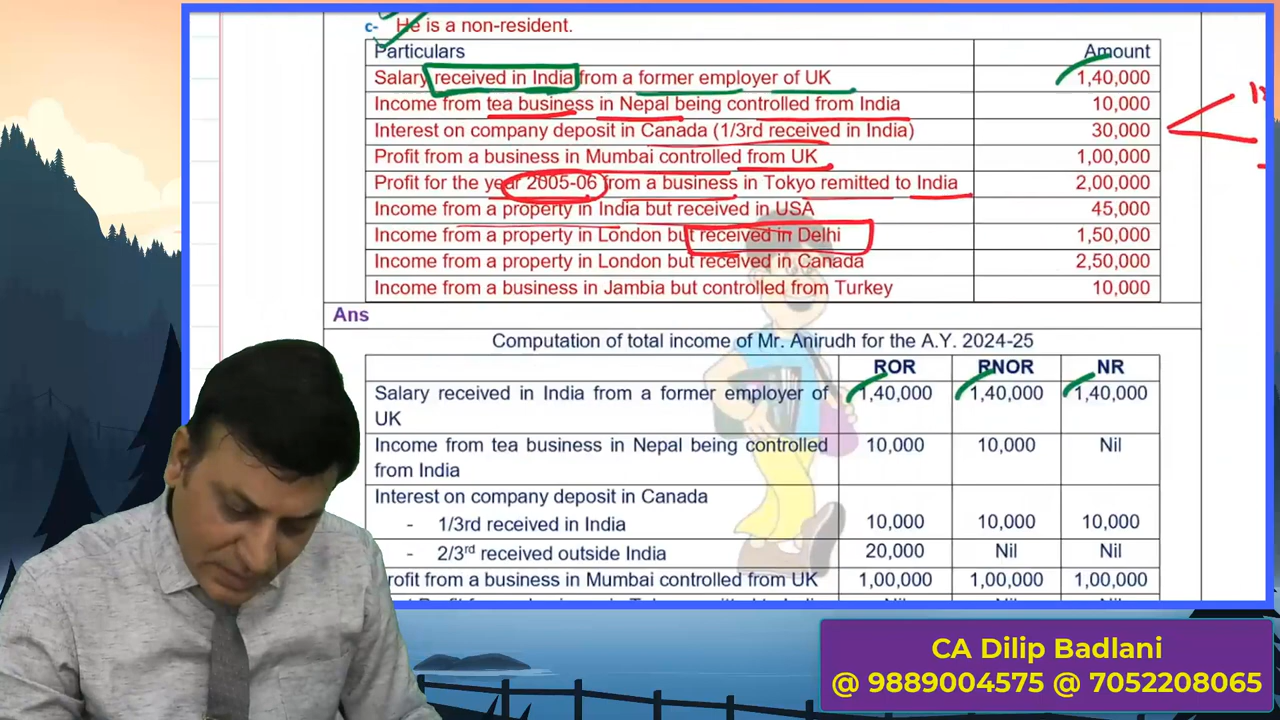 c- He is a non-resident.
Particulars Amount
Salary received in India from a former employer of UK 1,40,000
Income from tea business in Nepal being controlled from India 10,000
Interest on company deposit in Canada (1/3rd received in India) 30,000
Profit from a business in Mumbai controlled from UK 1,00,000
Profit for the year 2005-06 from a business in Tokyo remitted to India 2,00,000
Income from a property in India but received in USA 45,000
Income from a property in London but received in Delhi 1,50,000
Income from a property in London but received in Canada 2,50,000
Income from a business in Jambia but controlled from Turkey 10,000
Ans
Computation of total income of Mr. Anirudh for the A.Y. 2024-25
ROR RNOR NR
Salary received in India from a former employer of 1,40,000 1,40,000 1,40,000
UK
Income from tea business in Nepal being controlled 10,000 10,000 Nil
from India
Interest on company deposit in Canada
- 1/3rd received in India 10,000 10,000 10,000
- 2/3rd received outside India 20,000 Nil Nil
rofit from a business in Mumbai controlled from UK 1,00,000 1,00,000 1,00,000
CA Dilip Badlani
@ 9889004575 @ 7052208065